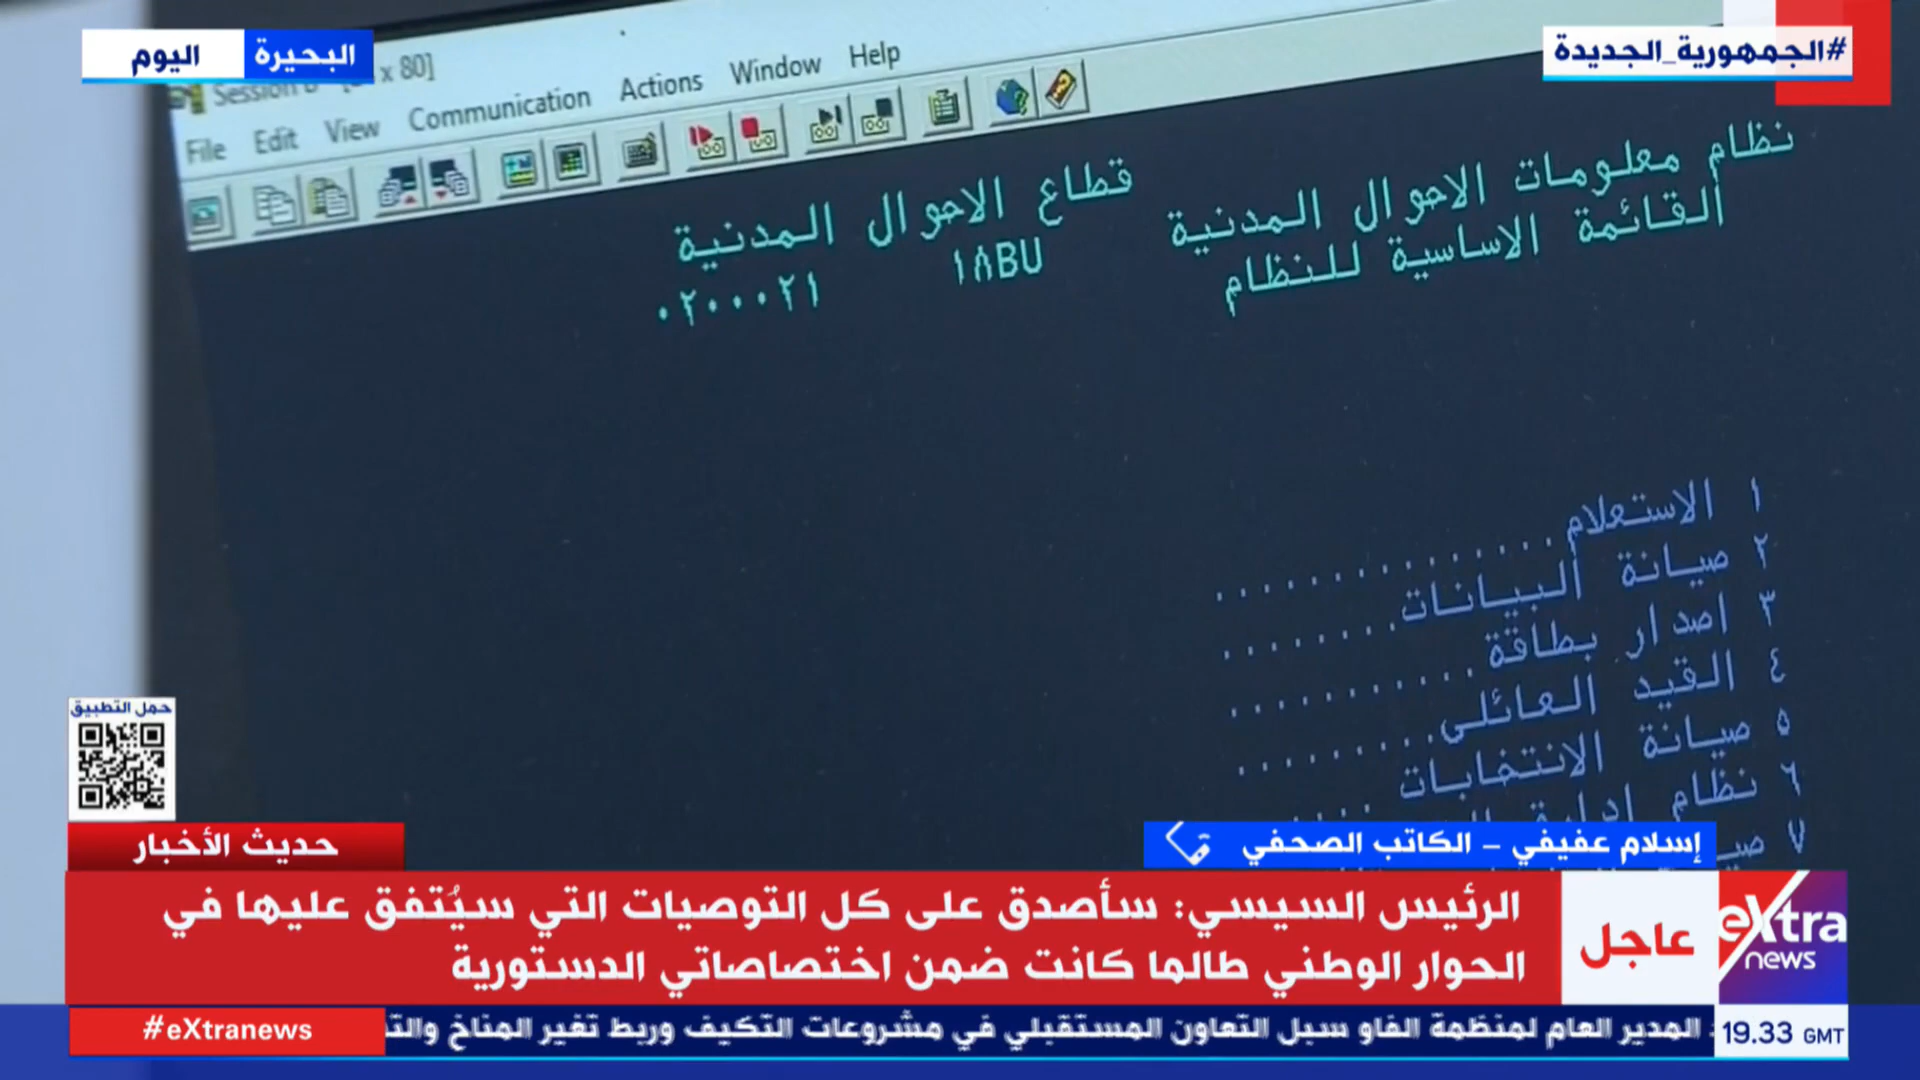 اليوم
البحيرة
#الجمهورية_الجديدة
x 80]
File Edit View Communication Actions Window Help
نظام معلومات الاحوال المدنية
قطاع الاحوال المدنية
القائمة الاساسية للنظام
١٨BU
٠٢٠٠٠٢١
١ الاستعلام..............
٢ صيانة البيانات........
٣ اصدار بطاقة..........
٤ القيد العائلى........
٥ صيانة الانتخابات
٦ نظام ادارة
٧
حمل التطبيق
حديث الأخبار
إسلام عفيفي – الكاتب الصحفي
عاجل
الرئيس السيسي: سأصدق على كل التوصيات التي سيُتفق عليها في
الحوار الوطني طالما كانت ضمن اختصاصاتي الدستورية
eXtra
news
#eXtranews
المدير العام لمنظمة الفاو سبل التعاون المستقبلي في مشروعات التكيف وربط تغير المناخ
19.33 GMT